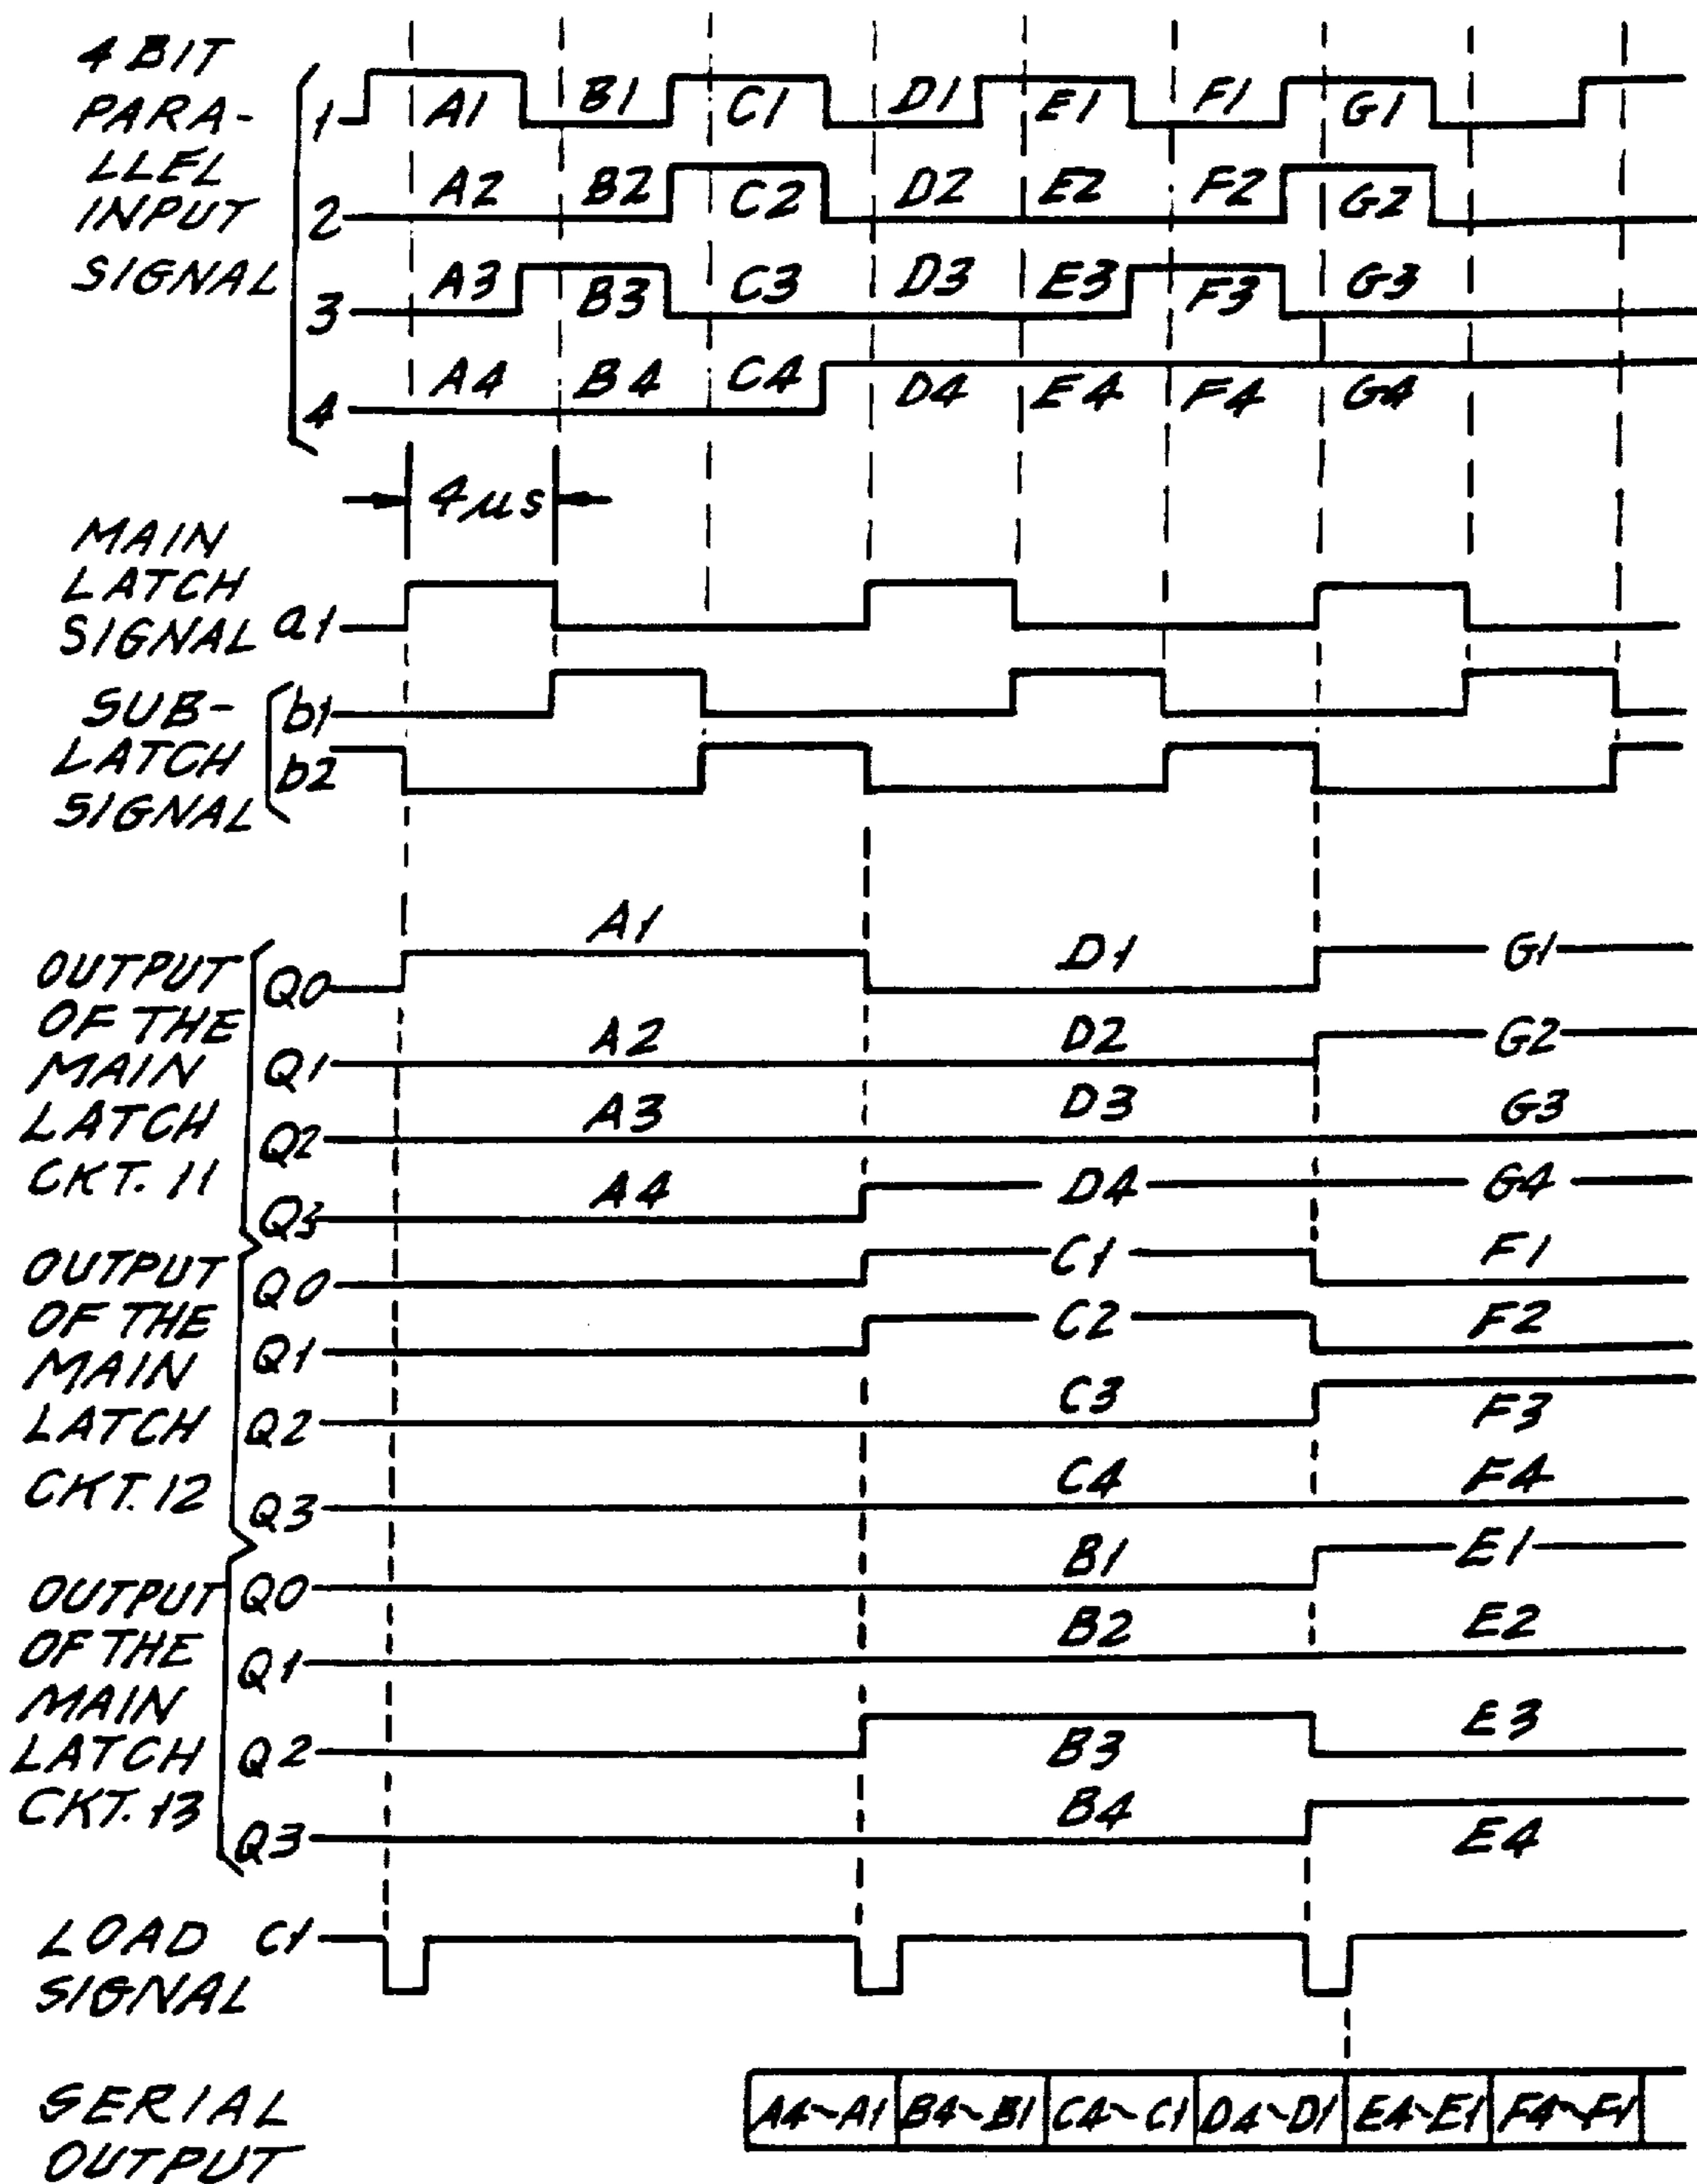 4 BIT
PARA-
LLEL
INPUT
SIGNAL
1 A1 B1 C1 D1 E1 F1 G1
2 A2 B2 C2 D2 E2 F2 G2
3 A3 B3 C3 D3 E3 F3 G3
4 A4 B4 C4 D4 E4 F4 G4
4μs
MAIN
LATCH
SIGNAL a1
SUB-
LATCH
SIGNAL
b1
b2
OUTPUT
OF THE
MAIN
LATCH
CKT. 11
Q0 A1 D1 G1
Q1 A2 D2 G2
Q2 A3 D3 G3
Q3 A4 D4 G4
OUTPUT
OF THE
MAIN
LATCH
CKT. 12
Q0 C1 F1
Q1 C2 F2
Q2 C3 F3
Q3 C4 F4
OUTPUT
OF THE
MAIN
LATCH
CKT. 13
Q0 B1 E1
Q1 B2 E2
Q2 B3 E3
Q3 B4 E4
LOAD C1
SIGNAL
SERIAL
OUTPUT
A4~A1 B4~B1 C4~C1 D4~D1 E4~E1 F4~F1